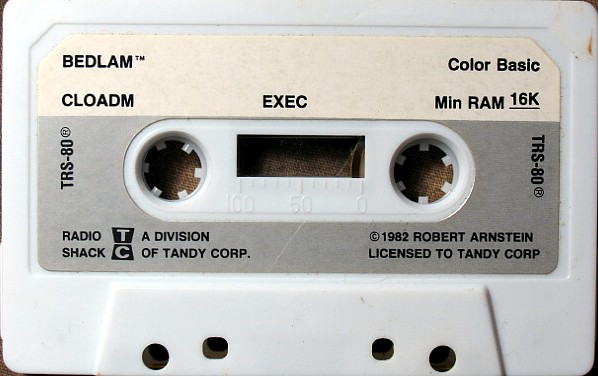 BEDLAM™ Color Basic
CLOADM EXEC Min RAM 16K
TRS-80® TRS-80®
100 50 0
RADIO TC A DIVISION ©1982 ROBERT ARNSTEIN
SHACK OF TANDY CORP. LICENSED TO TANDY CORP